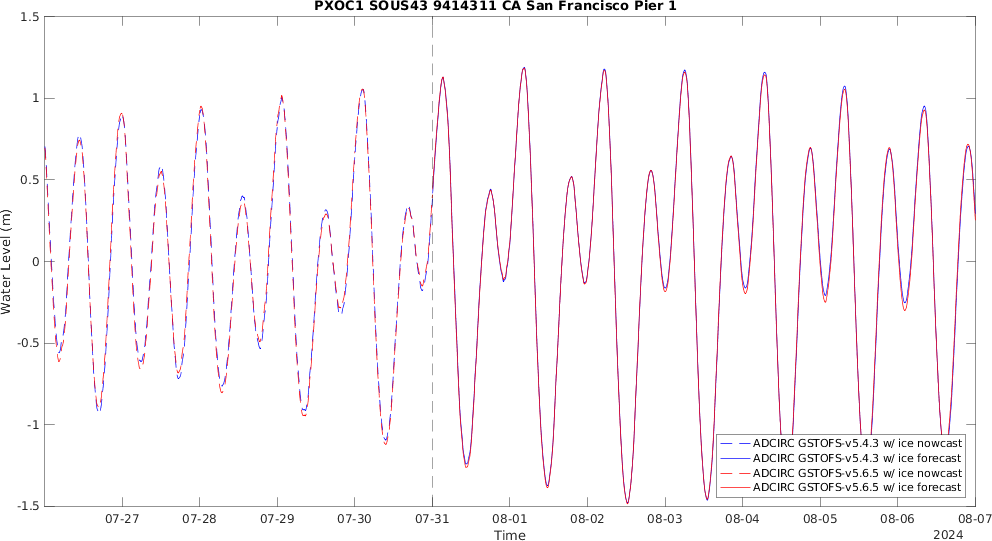 PXOC1 SOUS43 9414311 CA San Francisco Pier 1
1.5
1
0.5
0
-0.5
-1
-1.5
Water Level (m)
ADCIRC GSTOFS-v5.4.3 w/ ice nowcast
ADCIRC GSTOFS-v5.4.3 w/ ice forecast
ADCIRC GSTOFS-v5.6.5 w/ ice nowcast
ADCIRC GSTOFS-v5.6.5 w/ ice forecast
07-27 07-28 07-29 07-30 07-31 08-01 08-02 08-03 08-04 08-05 08-06 08-07
Time
2024